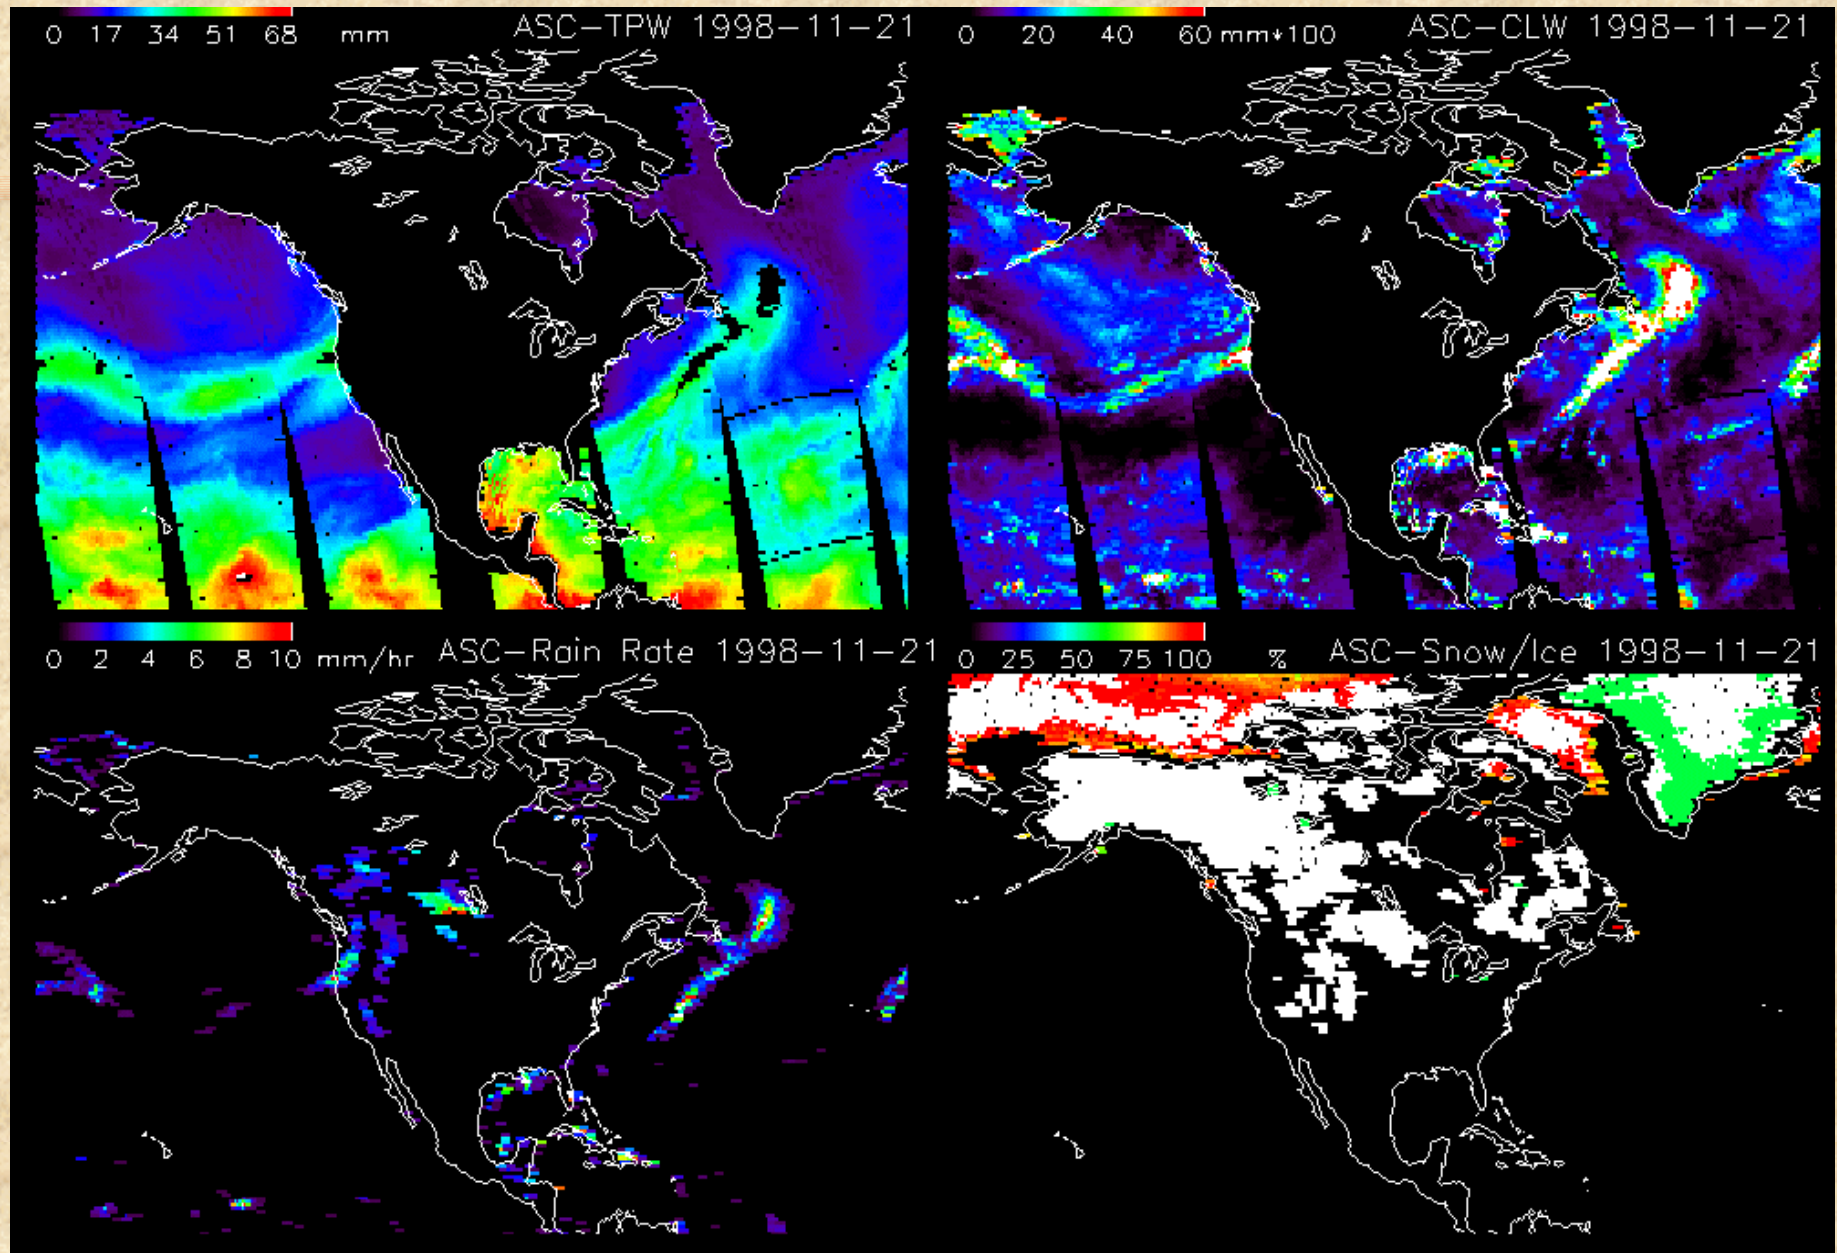 0 17 34 51 68 mm ASC-TPW 1998-11-21
0 20 40 60 mm*100 ASC-CLW 1998-11-21
0 2 4 6 8 10 mm/hr ASC-Rain Rate 1998-11-21
0 25 50 75 100 % ASC-Snow/Ice 1998-11-21